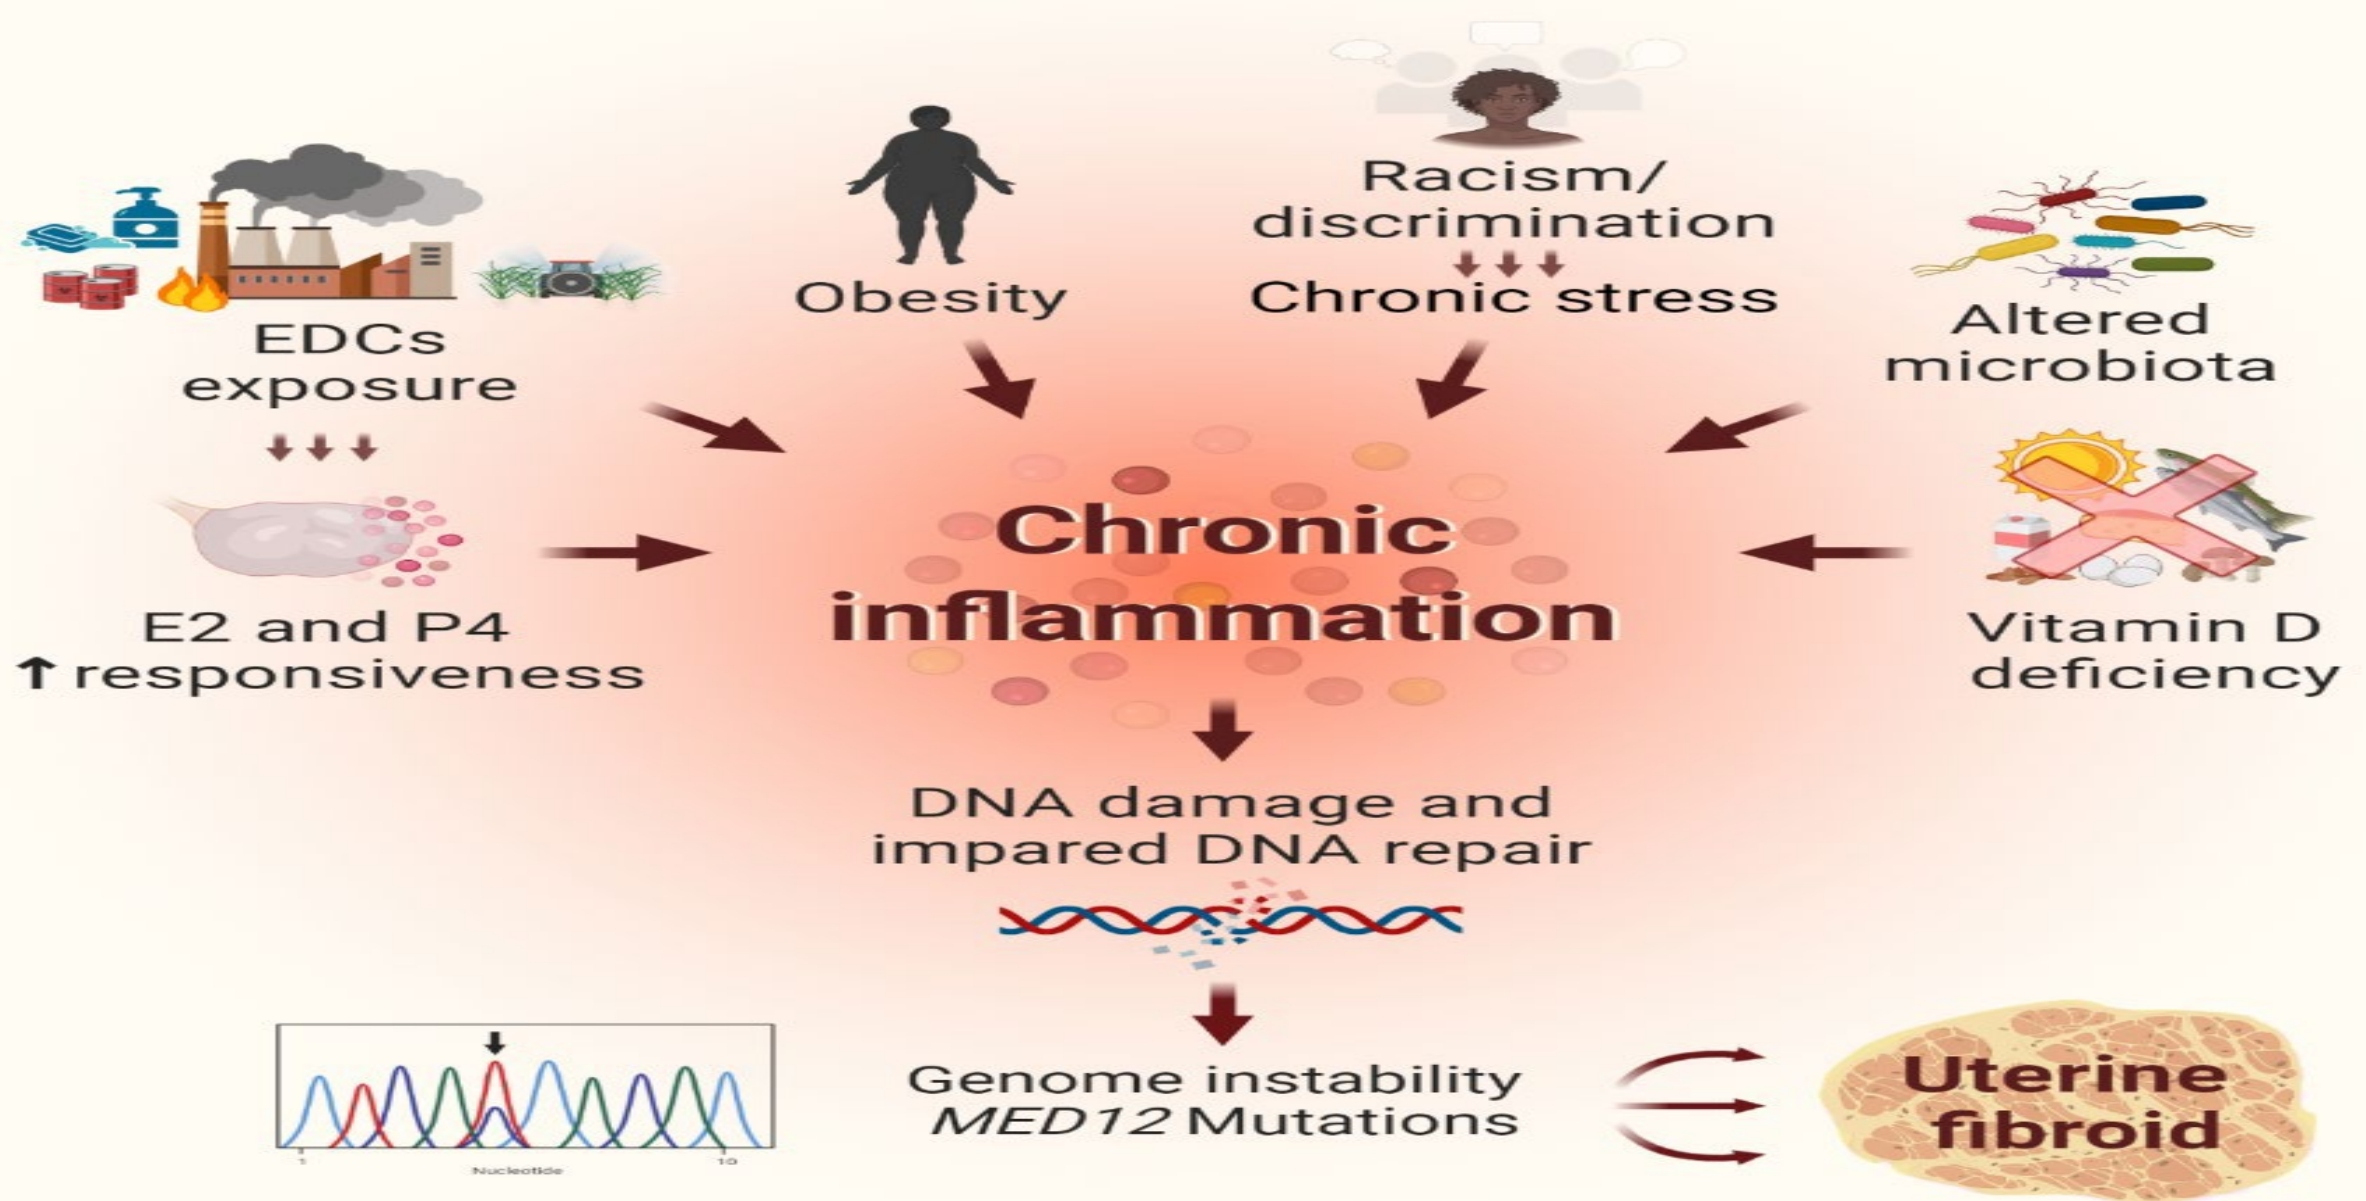 Racism/
discrimination
Obesity
Chronic stress
EDCs
exposure
Altered
microbiota
E2 and P4
↑ responsiveness
Chronic
inflammation
Vitamin D
deficiency
DNA damage and
impared DNA repair
Genome instability
MED12 Mutations
1
10
Nucleotide
Uterine
fibroid